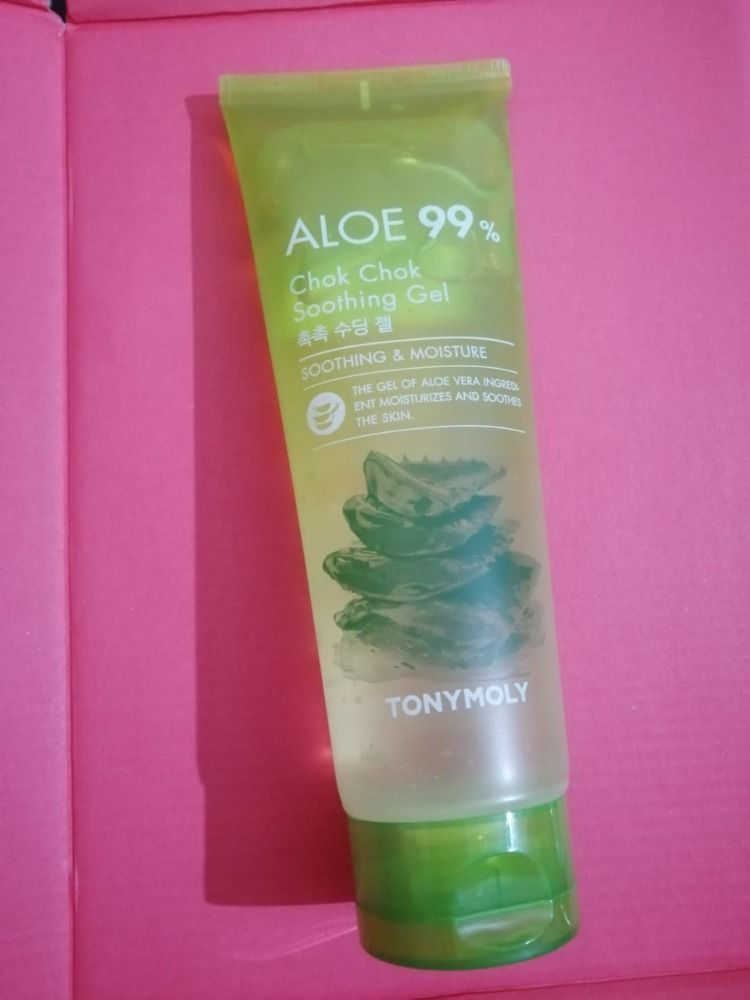 ALOE 99%
Chok Chok
Soothing Gel
촉촉 수딩 젤
SOOTHING & MOISTURE
THE GEL OF ALOE VERA INGREDI-
ENT MOISTURIZES AND SOOTHES
THE SKIN.
TONYMOLY